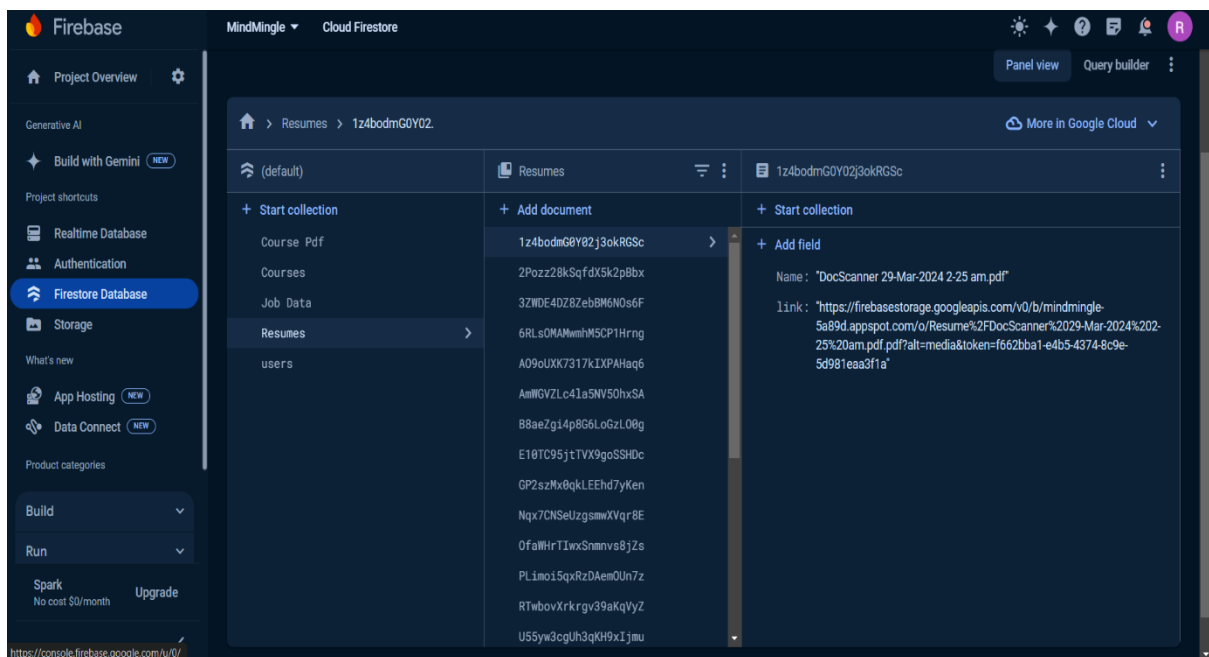 Firebase
MindMingle
Cloud Firestore
R
Project Overview
Panel view
Query builder
Generative AI
Resumes
1z4bodmG0Y02.
More in Google Cloud
Build with Gemini
NEW
(default)
Resumes
1z4bodmG0Y02j3okRGSc
Project shortcuts
+ Start collection
+ Add document
+ Start collection
Realtime Database
Authentication
Firestore Database
Storage
What's new
App Hosting
NEW
Data Connect
NEW
Product categories
Build
Run
Spark
No cost $0/month
Upgrade
https://console.firebase.google.com/u/0/
Course Pdf
Courses
Job Data
Resumes
users
1z4bodmG0Y02j3okRGSc
2Pozz28kSqfdX5k2pBbx
3ZWDE4DZ8ZebBM6NOs6F
6RLsOMAMwmhM5CP1Hrng
AO9oUXK7317kIXPAHaq6
AmWGVZLc4la5NV5OhxSA
B8aeZgi4p8G6LoGzLO0g
E10TC95jtTVX9goSSHDc
GP2szMx0qkLEEhd7yKen
Nqx7CNSeUzgsmwXVqr8E
OfaWHrTIwxSnmnvs8jZs
PLimoi5qxRzDAemOUn7z
RTwbovXrkrgv39aKqVyZ
U55yw3cgUh3qKH9xIjmu
+ Add field
Name: "DocScanner 29-Mar-2024 2-25 am.pdf"
link: "https://firebasestorage.googleapis.com/v0/b/mindmingle-
5a89d.appspot.com/o/Resume%2FDocScanner%2029-Mar-2024%202-
25%20am.pdf.pdf?alt=media&token=f662bba1-e4b5-4374-8c9e-
5d981eaa3f1a"